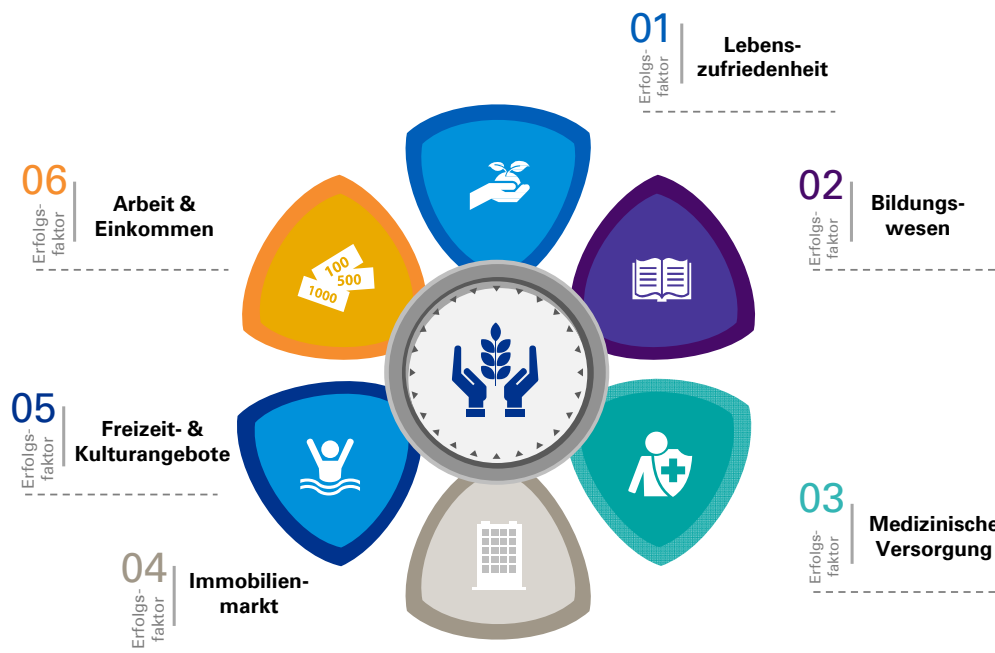 01
Erfolgs-
faktor
Lebens-
zufriedenheit
02
Erfolgs-
faktor
Bildungs-
wesen
03
Erfolgs-
faktor
Medizinische
Versorgung
04
Erfolgs-
faktor
Immobilien-
markt
05
Erfolgs-
faktor
Freizeit- &
Kulturangebote
06
Erfolgs-
faktor
Arbeit &
Einkommen
100
500
1000